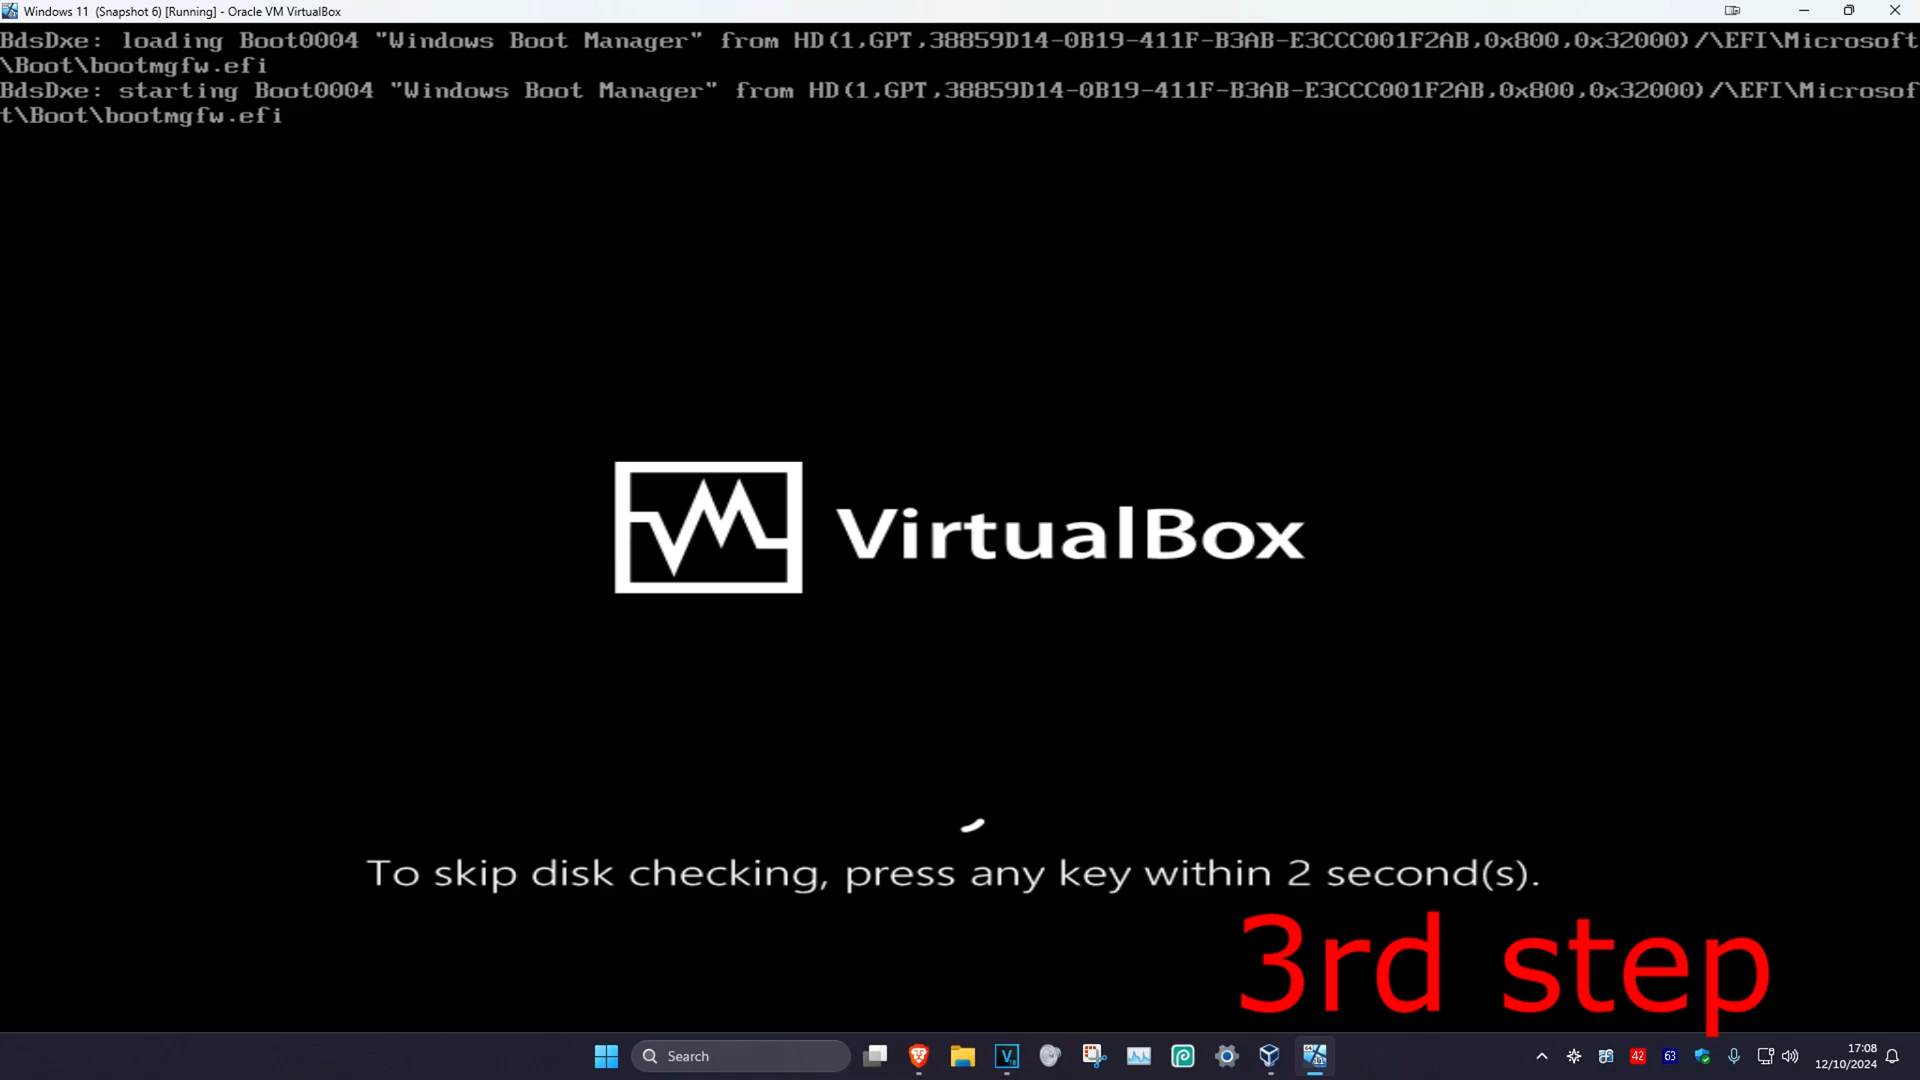 Windows 11 (Snapshot 6) [Running] - Oracle VM VirtualBox
BdsDxe: loading Boot0004 "Windows Boot Manager" from HD(1,GPT,38859D14-0B19-411F-B3AB-E3CCC001F2AB,0x800,0x32000)/\EFI\Microsoft
\Boot\bootmgfw.efi
BdsDxe: starting Boot0004 "Windows Boot Manager" from HD(1,GPT,38859D14-0B19-411F-B3AB-E3CCC001F2AB,0x800,0x32000)/\EFI\Microsof
t\Boot\bootmgfw.efi
VirtualBox
To skip disk checking, press any key within 2 second(s).
3rd step
Search
42
63
17:08
12/10/2024